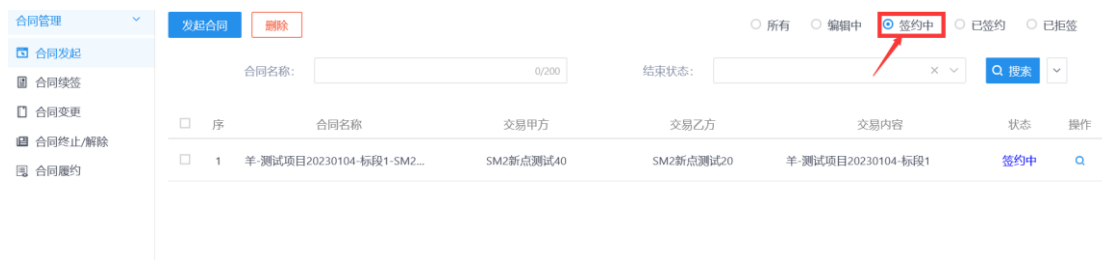 合同管理
发起合同 删除 所有 编辑中 签约中 已签约 已拒签
合同发起
合同名称： 0/200 结束状态： 搜索
合同续签
合同变更
序 合同名称 交易甲方 交易乙方 交易内容 状态 操作
合同终止/解除
1 羊-测试项目20230104-标段1-SM2... SM2新点测试40 SM2新点测试20 羊-测试项目20230104-标段1 签约中
合同履约